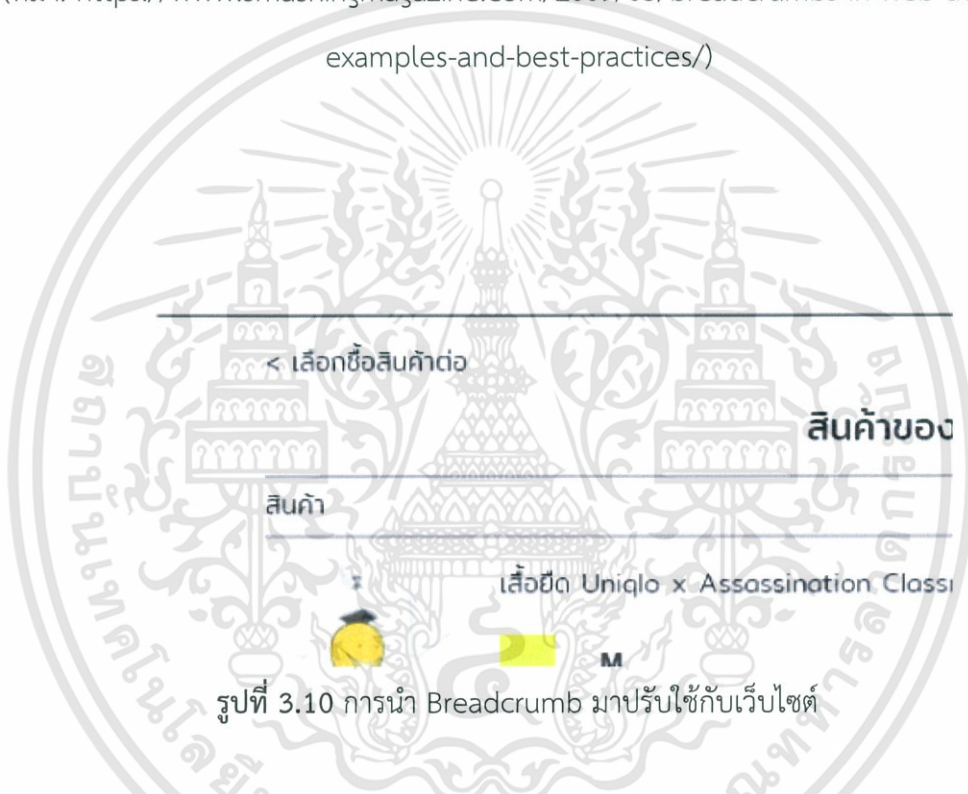 examples-and-best-practices/)
< เลือกซื้อสินค้าต่อ
สินค้าของ
สินค้า
เสื้อยืด Uniqlo x Assassination
M
รูปที่ 3.10 การนำ Breadcrumb มาปรับใช้กับเว็บไซต์